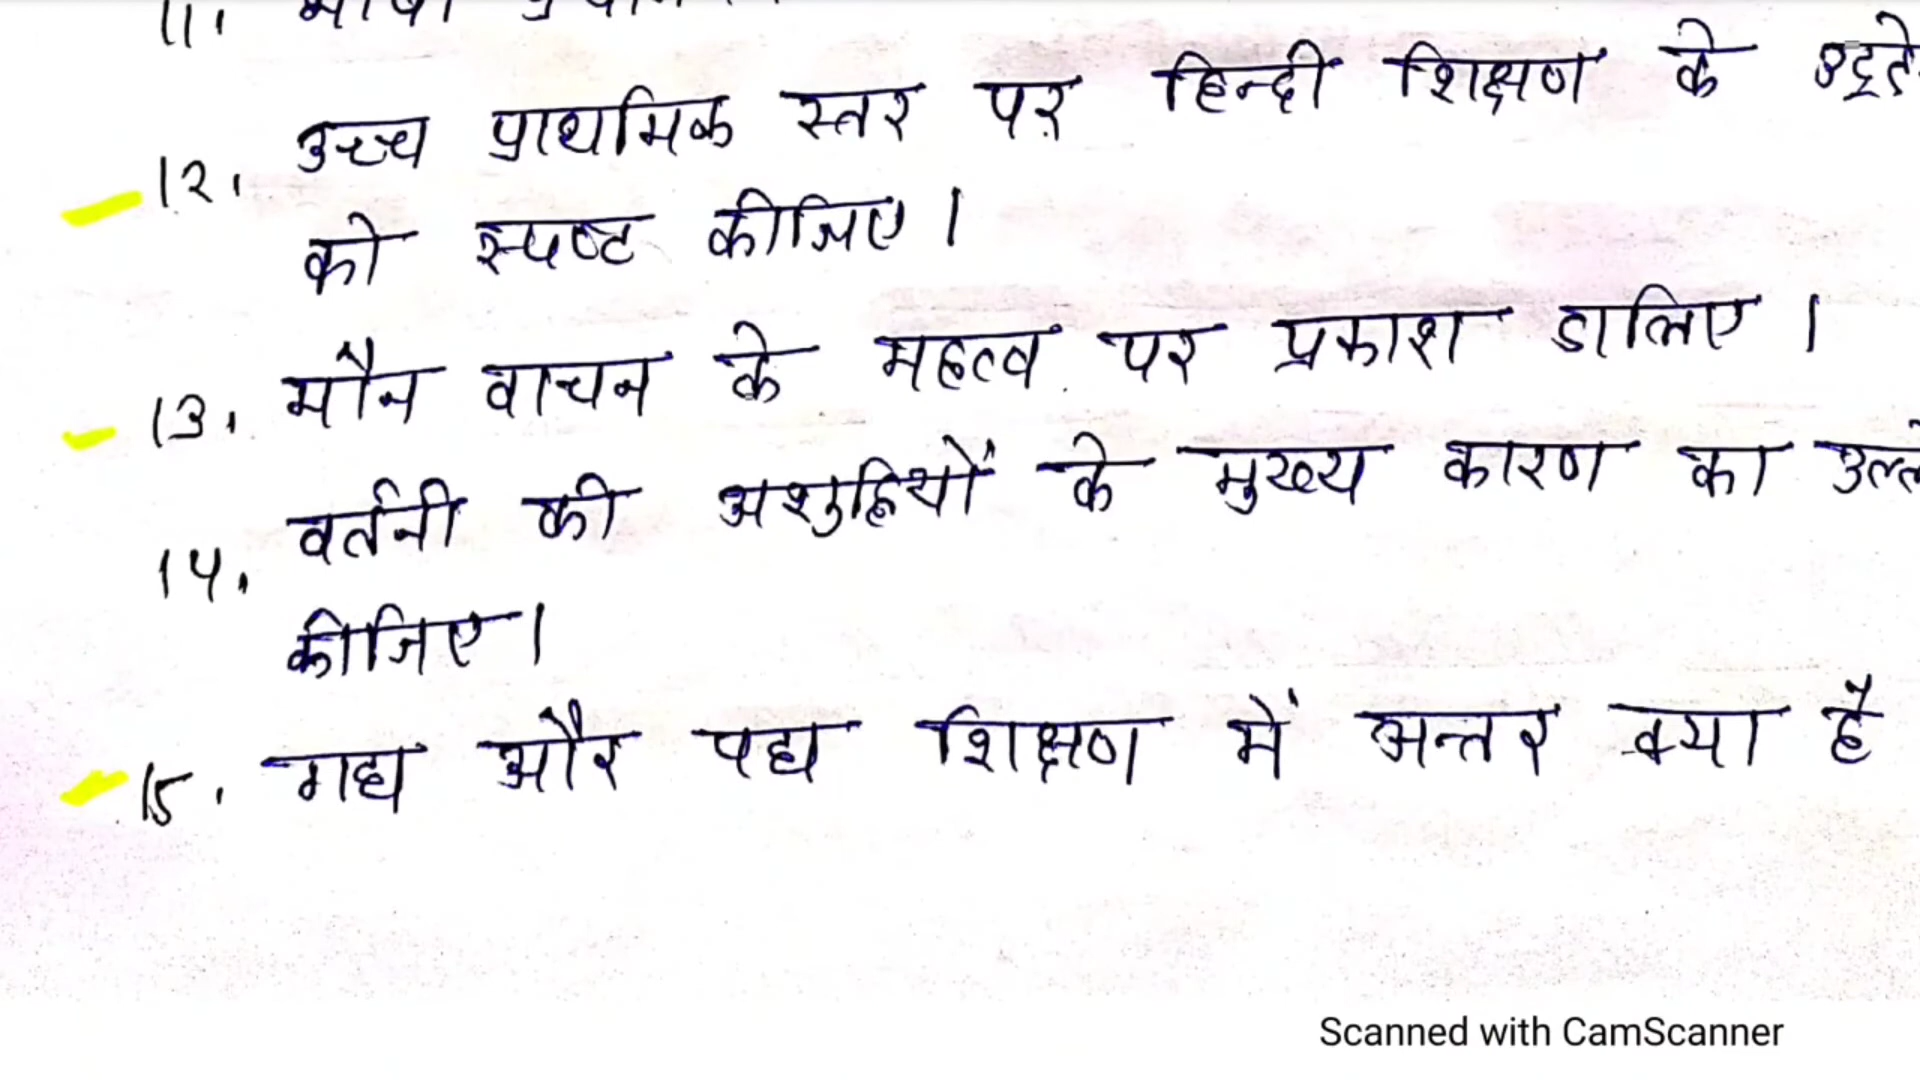 11.
12. उच्च प्राथमिक स्तर पर हिन्दी शिक्षण के
को स्पष्ट कीजिए।
13. मौन वाचन के महत्व पर प्रकाश डालिए।
14. वर्तनी की अशुद्धियों के मुख्य कारण का
कीजिए।
15. गद्य और पद्य शिक्षण में अन्तर क्या है
Scanned with CamScanner